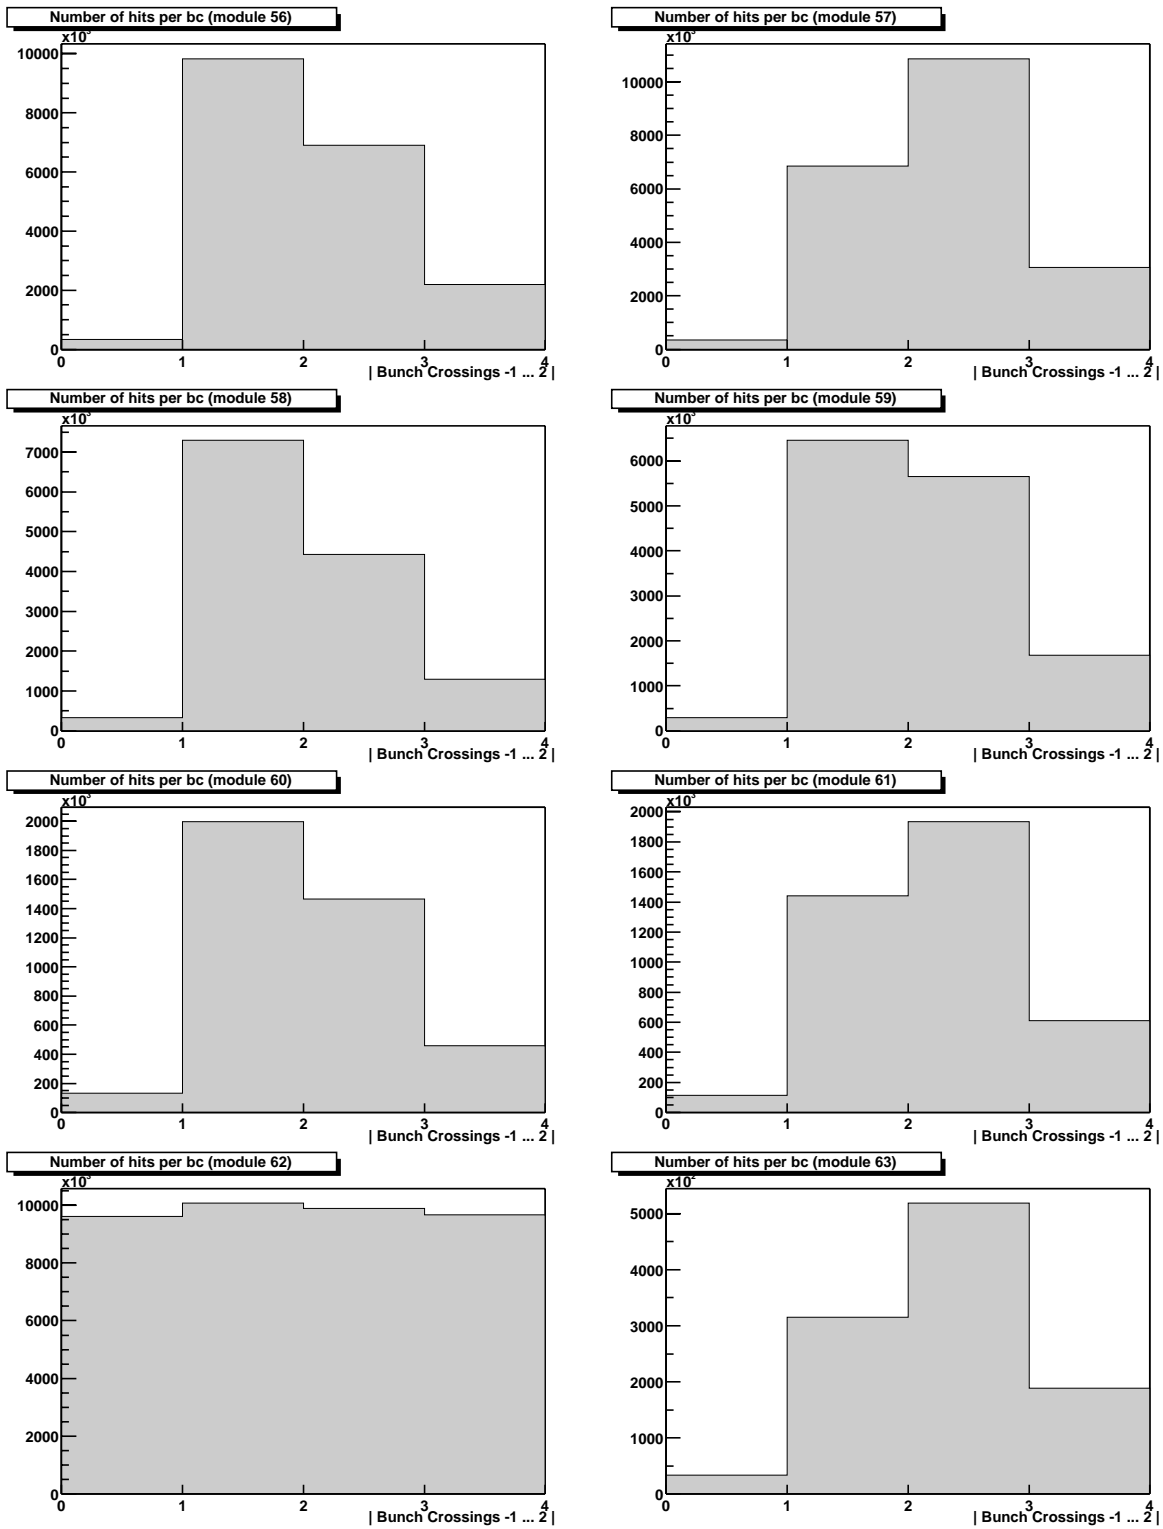 Number of hits per bc (module 56)
x10³
10000
8000
6000
4000
2000
0
0 1 2 3 4
| Bunch Crossings -1 ... 2 |
Number of hits per bc (module 57)
x10³
10000
8000
6000
4000
2000
0
0 1 2 3 4
| Bunch Crossings -1 ... 2 |
Number of hits per bc (module 58)
x10³
7000
6000
5000
4000
3000
2000
1000
0
0 1 2 3 4
| Bunch Crossings -1 ... 2 |
Number of hits per bc (module 59)
x10³
6000
5000
4000
3000
2000
1000
0
0 1 2 3 4
| Bunch Crossings -1 ... 2 |
Number of hits per bc (module 60)
x10³
2000
1800
1600
1400
1200
1000
800
600
400
200
0
0 1 2 3 4
| Bunch Crossings -1 ... 2 |
Number of hits per bc (module 61)
x10³
2000
1800
1600
1400
1200
1000
800
600
400
200
0
0 1 2 3 4
| Bunch Crossings -1 ... 2 |
Number of hits per bc (module 62)
x10³
10000
8000
6000
4000
2000
0
0 1 2 3 4
| Bunch Crossings -1 ... 2 |
Number of hits per bc (module 63)
x10²
5000
4000
3000
2000
1000
0
0 1 2 3 4
| Bunch Crossings -1 ... 2 |